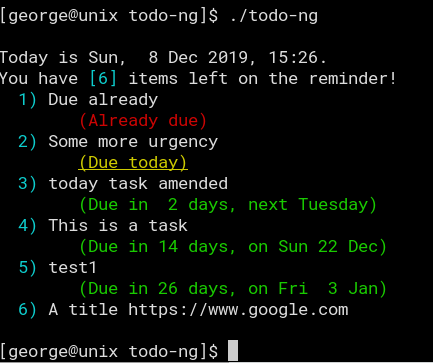 [george@unix todo-ng]$ ./todo-ng
Today is Sun,  8 Dec 2019, 15:26.
You have [6] items left on the reminder!
1) Due already
(Already due)
2) Some more urgency
(Due today)
3) today task amended
(Due in  2 days, next Tuesday)
4) This is a task
(Due in 14 days, on Sun 22 Dec)
5) test1
(Due in 26 days, on Fri  3 Jan)
6) A title https://www.google.com
[george@unix todo-ng]$